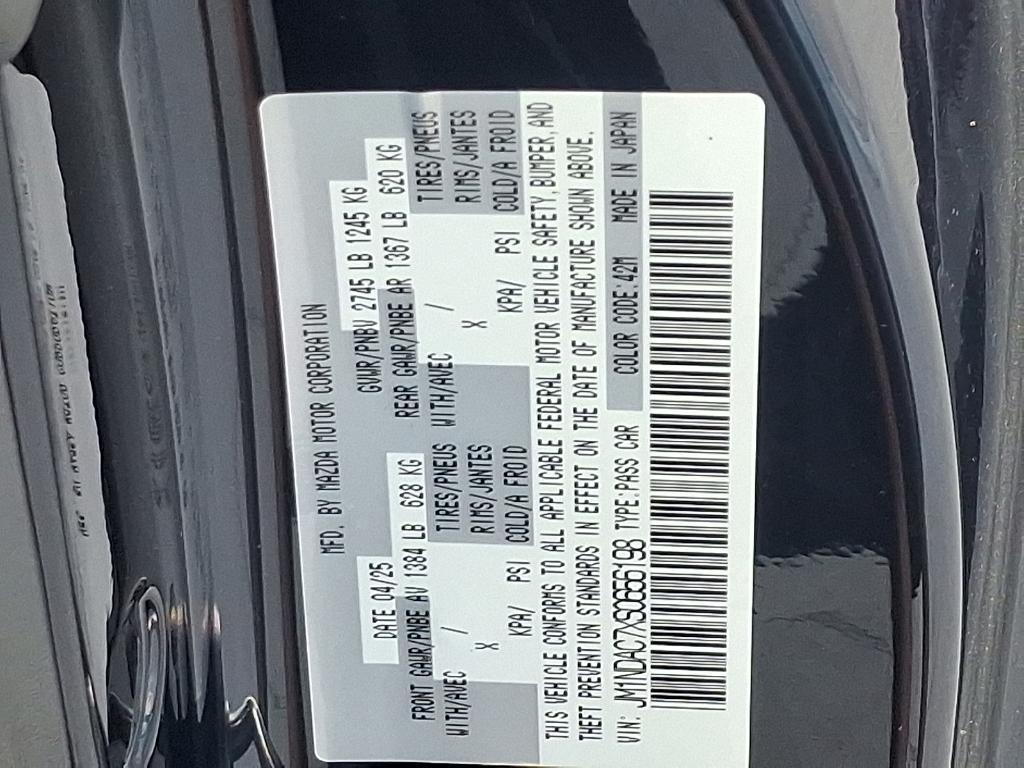 MFD. BY MAZDA MOTOR CORPORATION
DATE 04/25 GVWR/PNBV 2745 LB 1245 KG
FRONT GAWR/PNBE AV 1384 LB 628 KG REAR GAWR/PNBE AR 1367 LB 620 KG
WITH/AVEC / TIRES/PNEUS WITH/AVEC / TIRES/PNEUS
X RIMS/JANTES X RIMS/JANTES
KPA/ PSI COLD/A FROID KPA/ PSI COLD/A FROID
THIS VEHICLE CONFORMS TO ALL APPLICABLE FEDERAL MOTOR VEHICLE SAFETY, BUMPER, AND
THEFT PREVENTION STANDARDS IN EFFECT ON THE DATE OF MANUFACTURE SHOWN ABOVE.
VIN: JM1NDAC7XS0656198 TYPE:PASS CAR COLOR CODE:42M MADE IN JAPAN